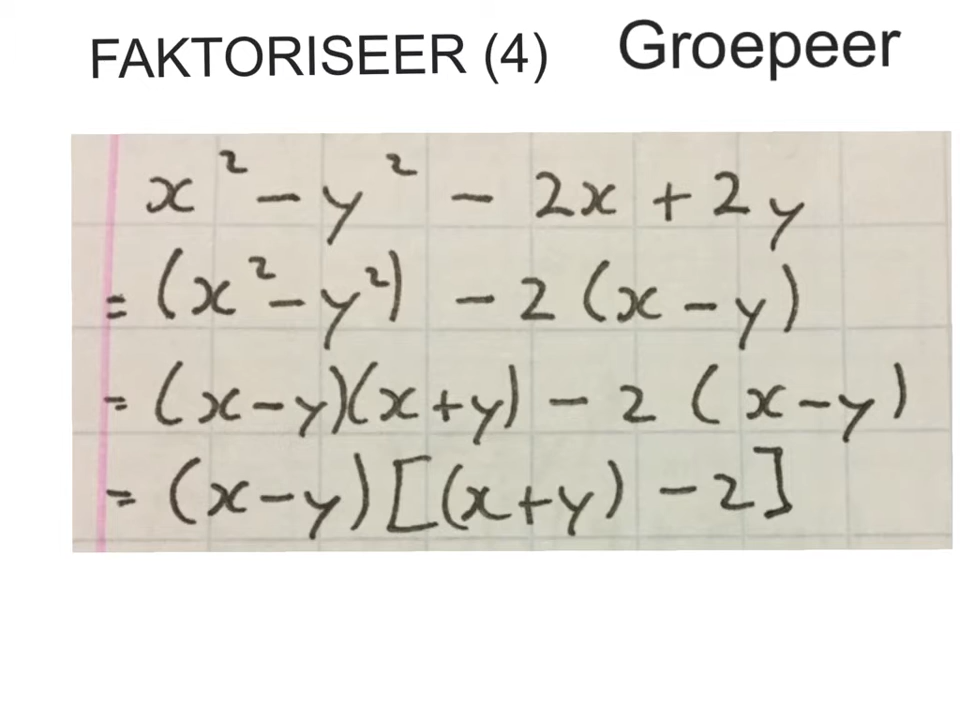 FAKTORISEER (4) Groepeer
x² - y² - 2x + 2y
= (x² - y²) - 2 (x - y)
= (x - y)(x + y) - 2 (x - y)
= (x - y) [(x + y) - 2]